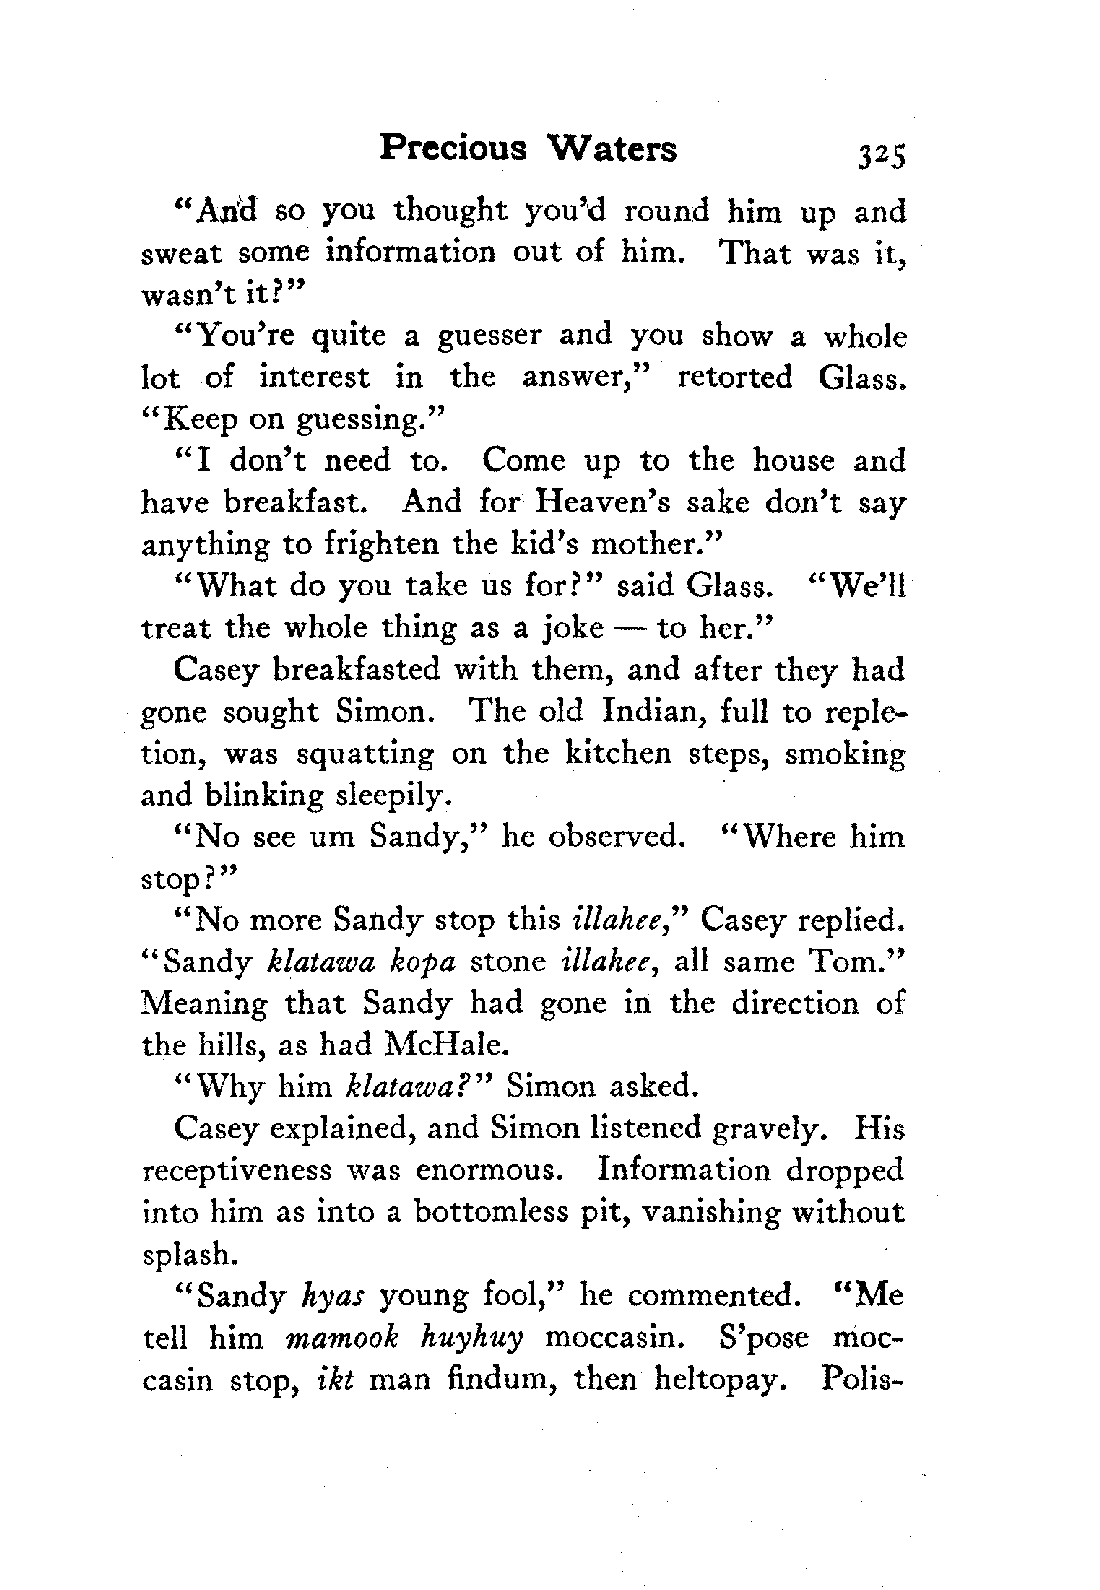 Precious Waters 325
“And so you thought you’d round him up and
sweat some information out of him. That was it,
wasn’t it?”
“You’re quite a guesser and you show a whole
lot of interest in the answer,” retorted Glass.
“Keep on guessing.”
“I don’t need to. Come up to the house and
have breakfast. And for Heaven’s sake don’t say
anything to frighten the kid’s mother.”
“What do you take us for?” said Glass. “We’ll
treat the whole thing as a joke — to her.”
Casey breakfasted with them, and after they had
gone sought Simon. The old Indian, full to reple-
tion, was squatting on the kitchen steps, smoking
and blinking sleepily.
“No see um Sandy,” he observed. “Where him
stop?”
“No more Sandy stop this illahee,” Casey replied.
“Sandy klatawa kopa stone illahee, all same Tom.”
Meaning that Sandy had gone in the direction of
the hills, as had McHale.
“Why him klatawa?” Simon asked.
Casey explained, and Simon listened gravely. His
receptiveness was enormous. Information dropped
into him as into a bottomless pit, vanishing without
splash.
“Sandy hyas young fool,” he commented. “Me
tell him mamook huyhuy moccasin. S’pose moc-
casin stop, ikt man findum, then heltopay. Polis-